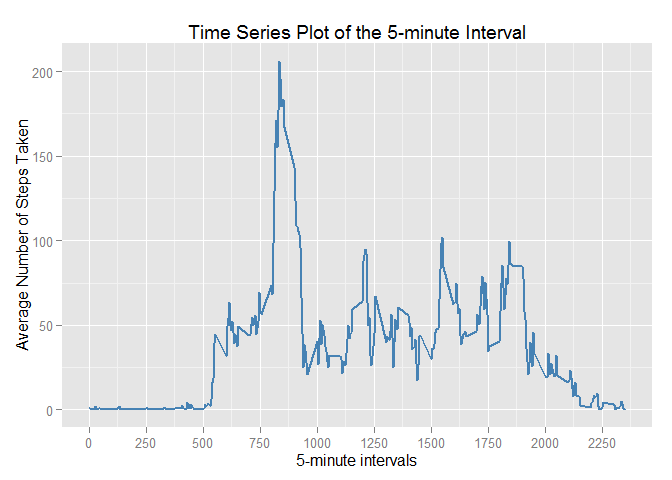 Time Series Plot of the 5-minute Interval
Average Number of Steps Taken
200
150
100
50
0
0 250 500 750 1000 1250 1500 1750 2000 2250
5-minute intervals